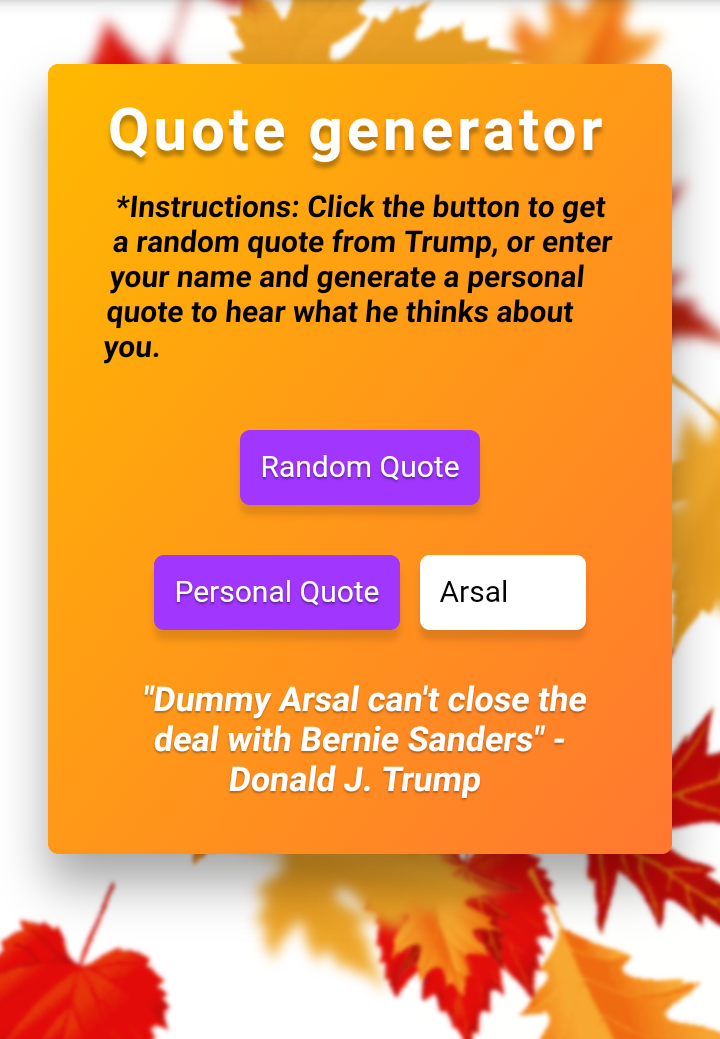 Quote generator
*Instructions: Click the button to get
a random quote from Trump, or enter
your name and generate a personal
quote to hear what he thinks about
you.
Random Quote
Personal Quote Arsal
"Dummy Arsal can't close the
deal with Bernie Sanders" -
Donald J. Trump